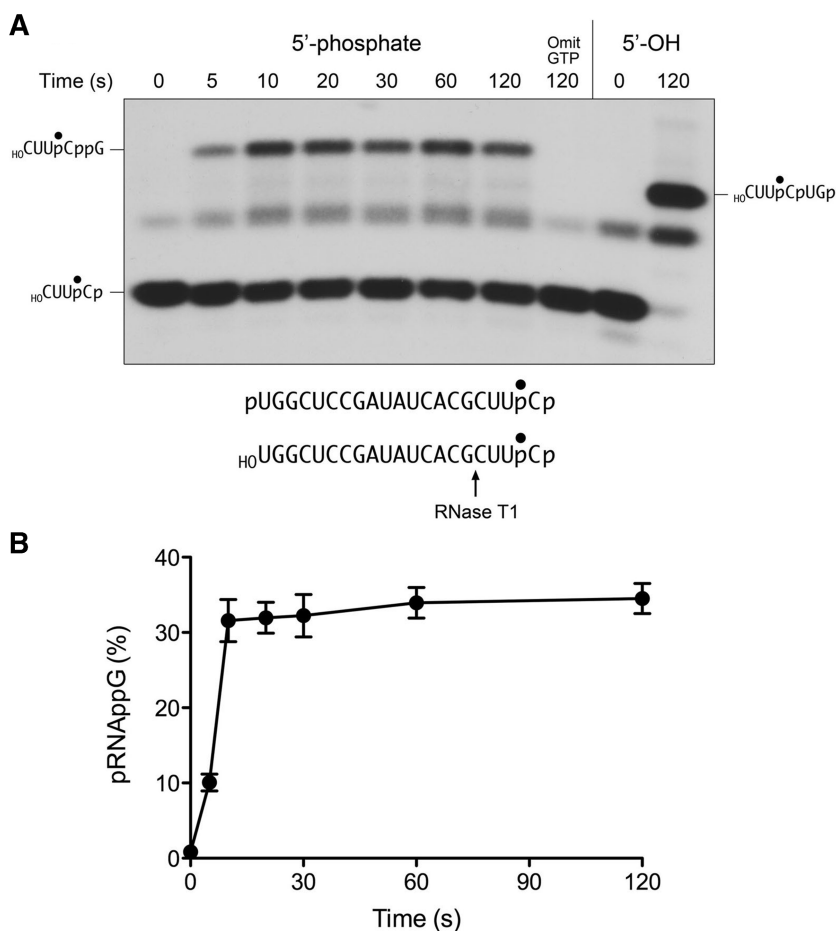 A
5’-phosphate
Omit
GTP
5’-OH
Time (s) 0 5 10 20 30 60 120 120 0 120
HOCUUpCppG
HOCUUpCpUGp
HOCUUpCp
pUGGCUCCGAUAUCACGCUUpCp
HOUGGCUCCGAUAUCACGCUUpCp
RNase T1
B
40
30
20
10
0
pRNAppG (%)
0 30 60 90 120
Time (s)